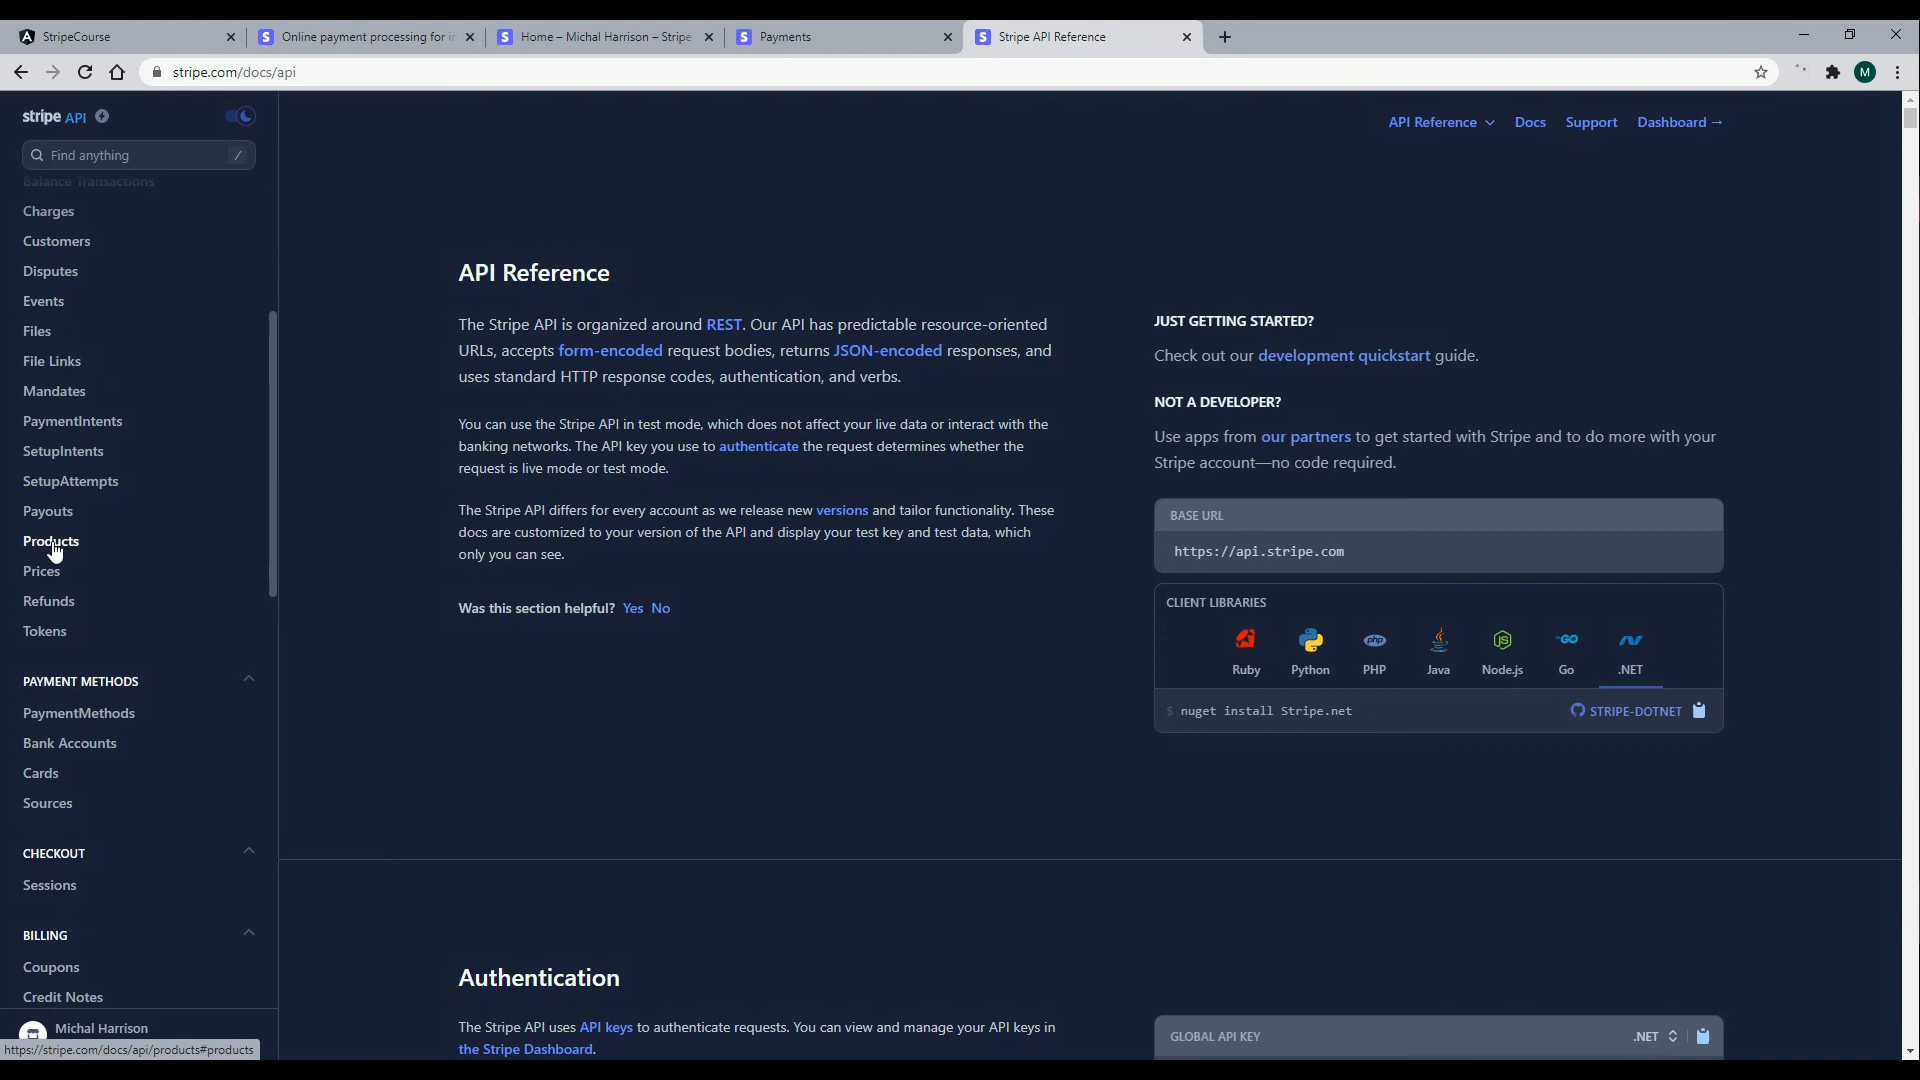 StripeCourse
Online payment processing for in
Home – Michal Harrison – Stripe
Payments
Stripe API Reference
stripe.com/docs/api
M
stripe API
Find anything /
Balance Transactions
Charges
Customers
Disputes
Events
Files
File Links
Mandates
PaymentIntents
SetupIntents
SetupAttempts
Payouts
Products
Prices
Refunds
Tokens
PAYMENT METHODS
PaymentMethods
Bank Accounts
Cards
Sources
CHECKOUT
Sessions
BILLING
Coupons
Credit Notes
Michal Harrison
https://stripe.com/docs/api/products#products
API Reference Docs Support Dashboard →
API Reference
The Stripe API is organized around REST. Our API has predictable resource-oriented
URLs, accepts form-encoded request bodies, returns JSON-encoded responses, and
uses standard HTTP response codes, authentication, and verbs.
You can use the Stripe API in test mode, which does not affect your live data or interact with the
banking networks. The API key you use to authenticate the request determines whether the
request is live mode or test mode.
The Stripe API differs for every account as we release new versions and tailor functionality. These
docs are customized to your version of the API and display your test key and test data, which
only you can see.
Was this section helpful? Yes No
JUST GETTING STARTED?
Check out our development quickstart guide.
NOT A DEVELOPER?
Use apps from our partners to get started with Stripe and to do more with your
Stripe account—no code required.
BASE URL
https://api.stripe.com
CLIENT LIBRARIES
php JS GO
Ruby Python PHP Java Node.js Go .NET
$ nuget install Stripe.net STRIPE-DOTNET
Authentication
The Stripe API uses API keys to authenticate requests. You can view and manage your API keys in
the Stripe Dashboard.
GLOBAL API KEY .NET